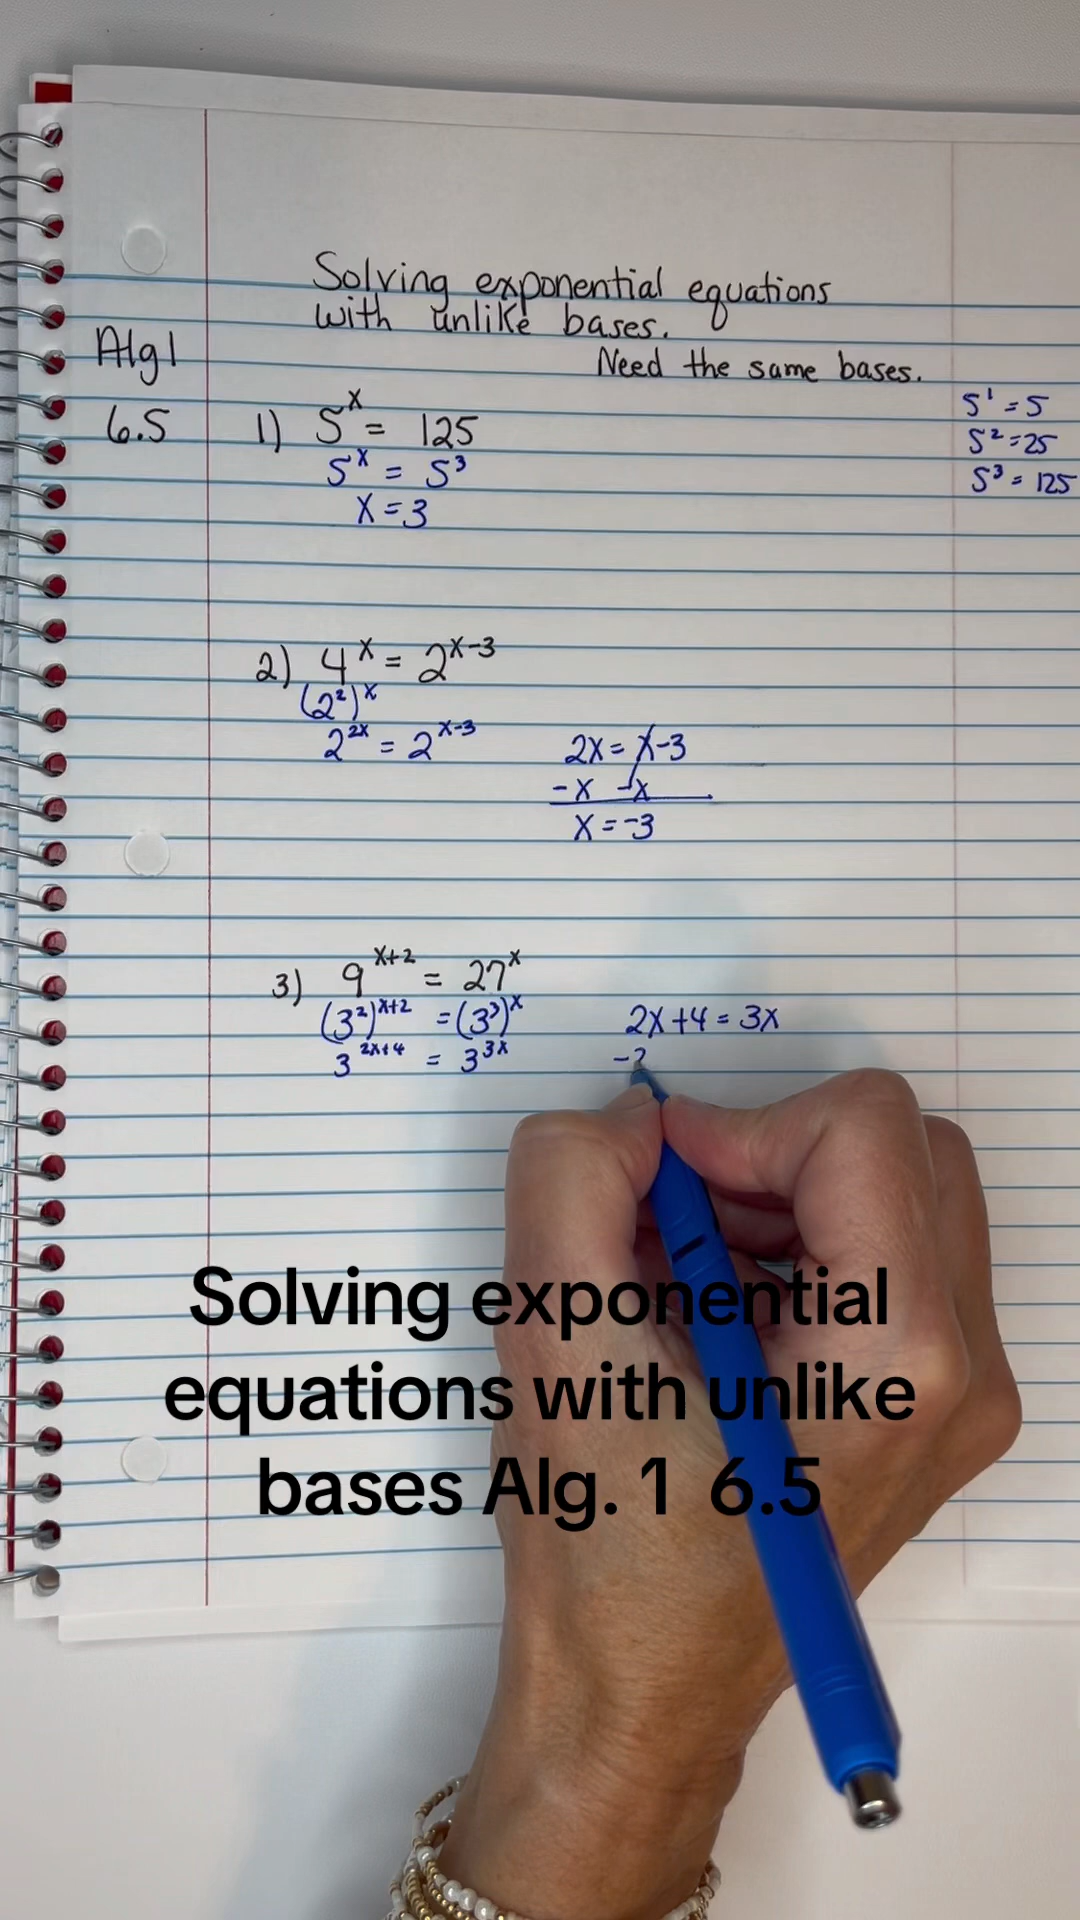 Solving exponential equations
with unlike bases.
Need the same bases.
Alg 1
6.5
1) 5^x = 125
5^x = 5³
x = 3
5¹ = 5
5² = 25
5³ = 125
2) 4^x = 2^(x-3)
(2²)^x
2^(2x) = 2^(x-3)
2x = x-3
-x -x
x = -3
3) 9^(x+2) = 27^x
(3²)^(x+2) = (3³)^x
3^(2x+4) = 3^(3x)
2x+4 = 3x
-2
Solving exponential
equations with unlike
bases Alg. 1 6.5